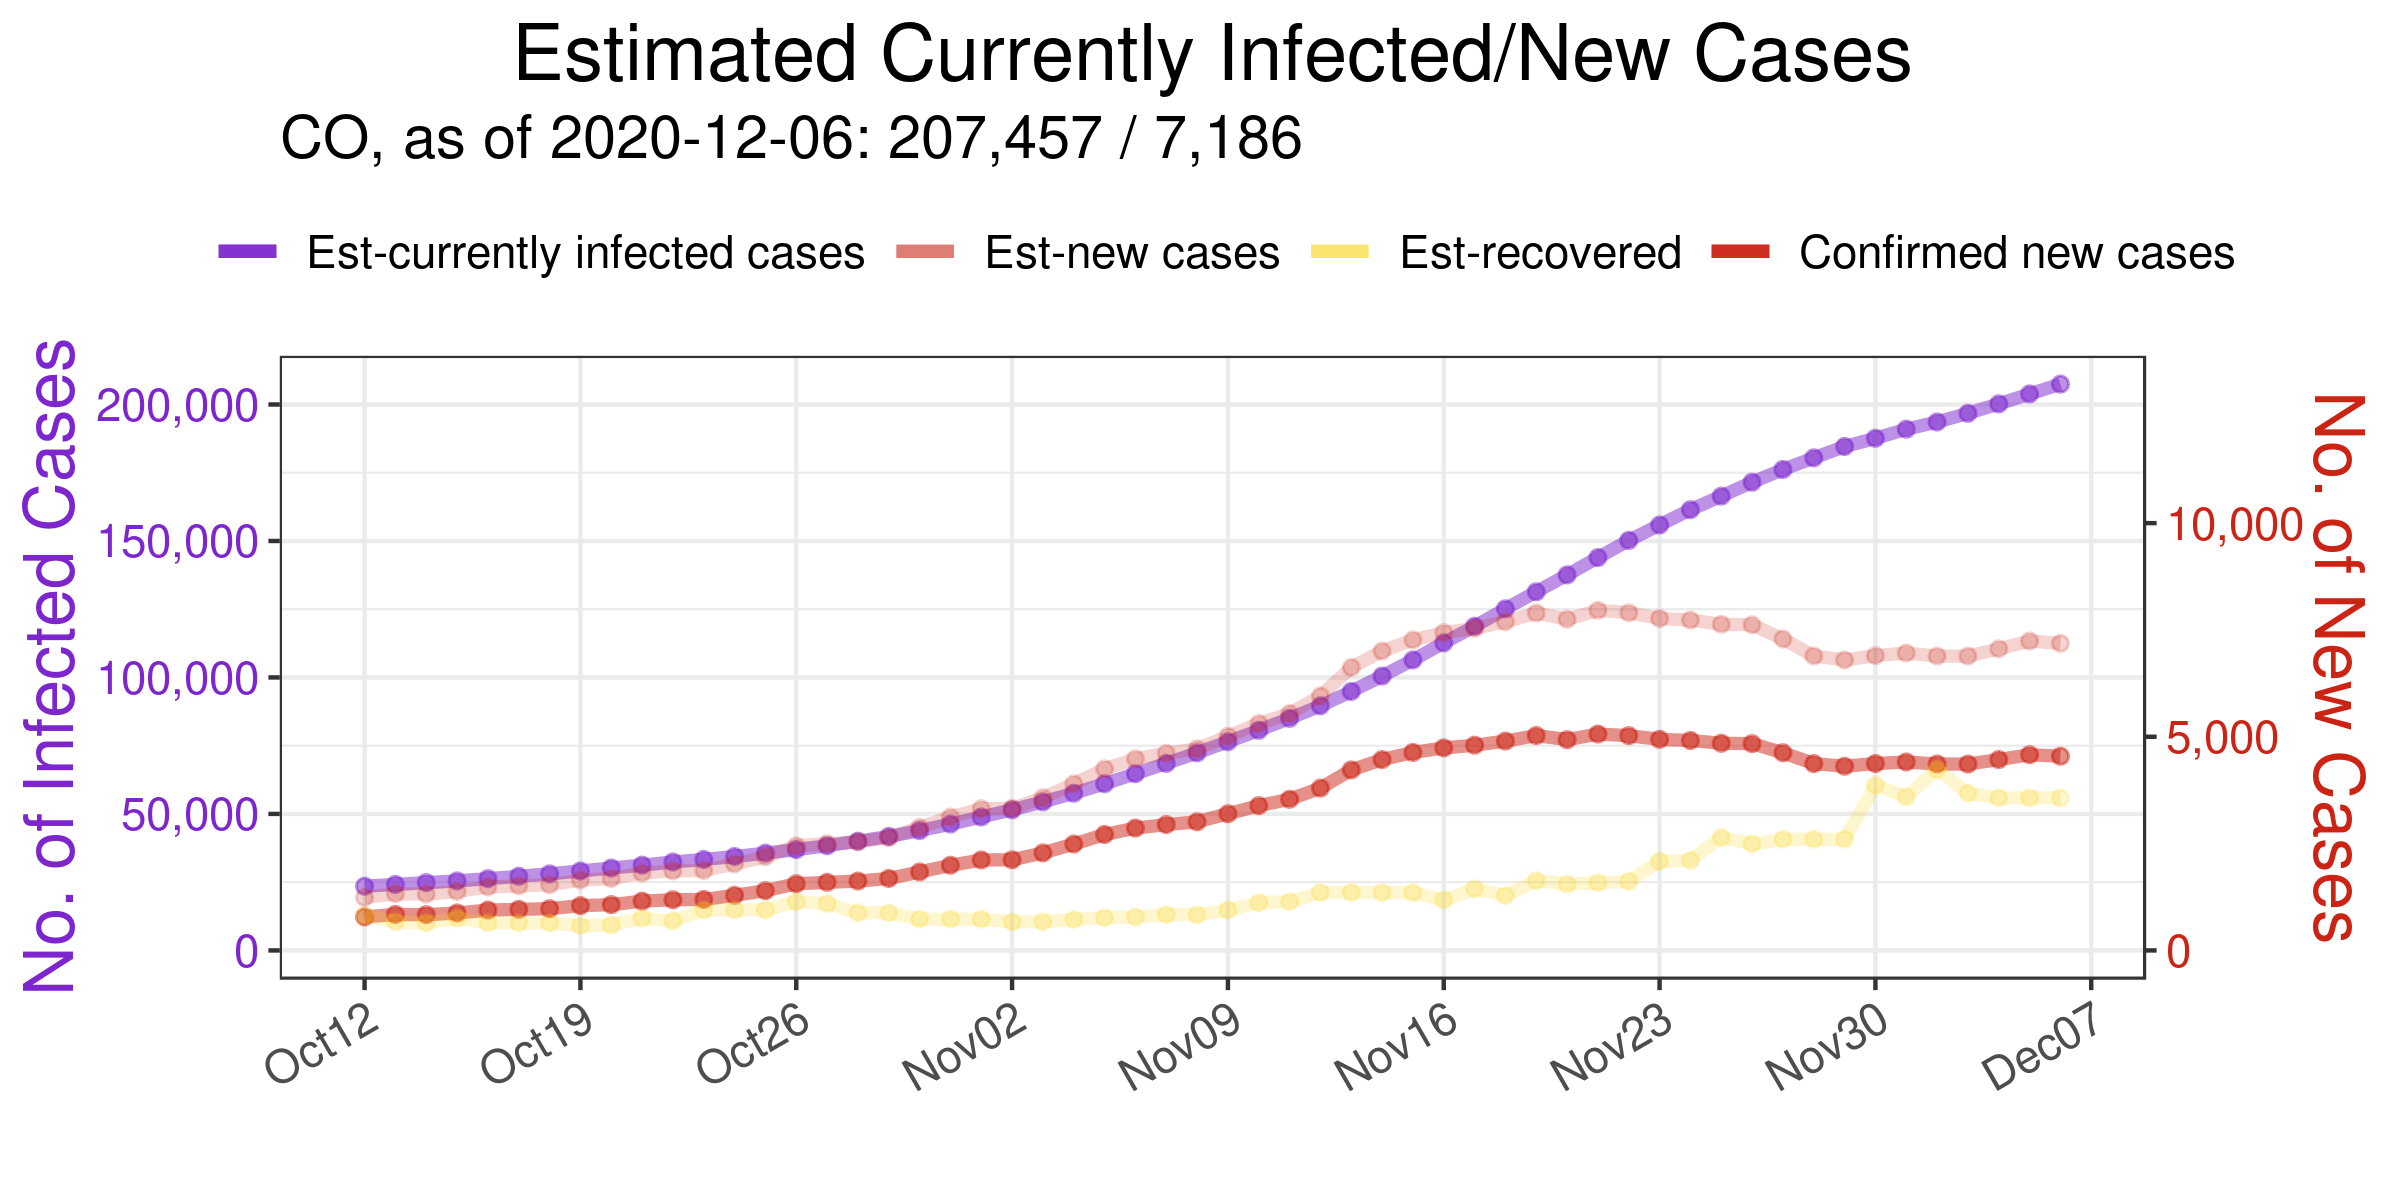 Estimated Currently Infected/New Cases
CO, as of 2020-12-06: 207,457 / 7,186
Est-currently infected cases
Est-new cases
Est-recovered
Confirmed new cases
No. of Infected Cases
200,000
150,000
100,000
50,000
0
10,000
5,000
0
No. of New Cases
Oct12
Oct19
Oct26
Nov02
Nov09
Nov16
Nov23
Nov30
Dec07